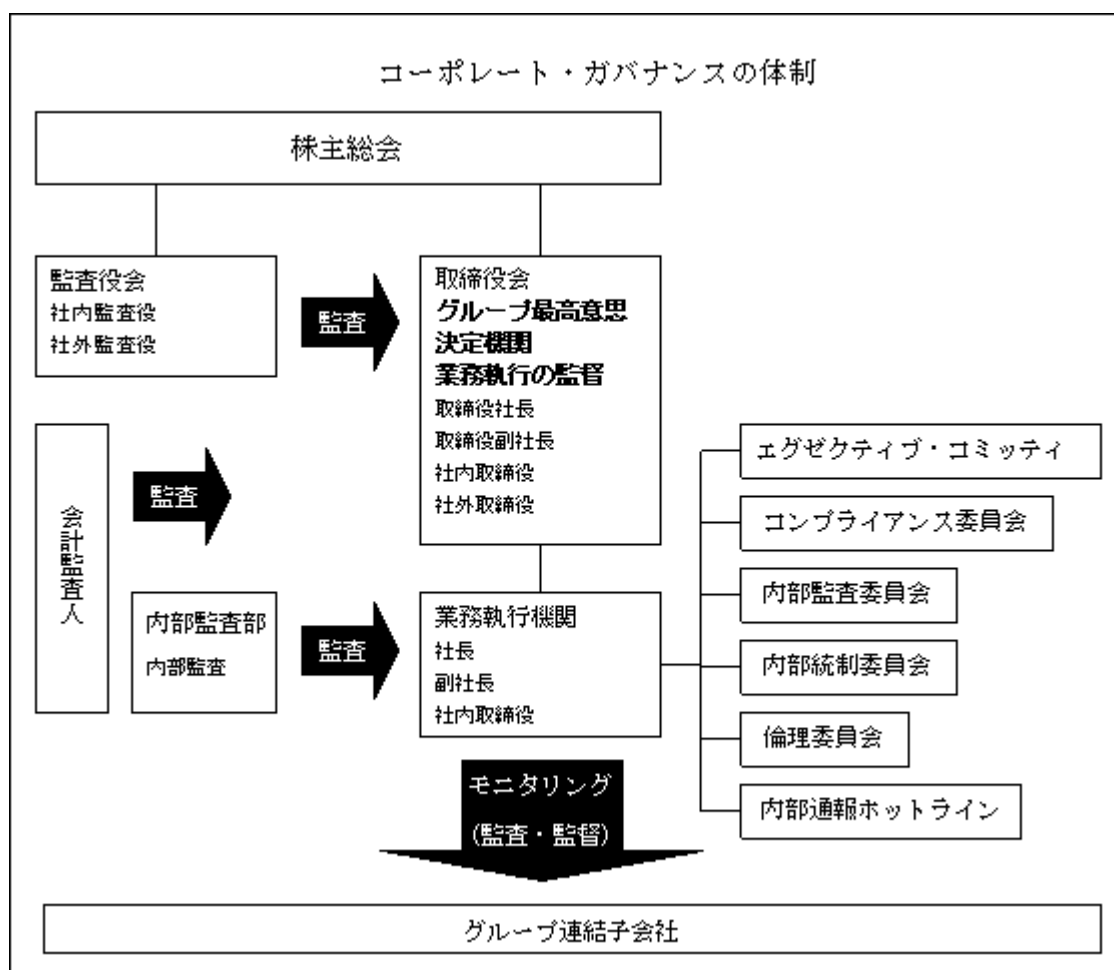 コーポレート・ガバナンスの体制
株主総会
監査役会
社内監査役
社外監査役
監査
取締役会
グループ最高意思
決定機関
業務執行の監督
取締役社長
取締役副社長
社内取締役
社外取締役
会計監査人
監査
内部監査部
内部監査
監査
業務執行機関
社長
副社長
社内取締役
エグゼクティブ・コミッティ
コンプライアンス委員会
内部監査委員会
内部統制委員会
倫理委員会
内部通報ホットライン
モニタリング
(監査・監督)
グループ連結子会社